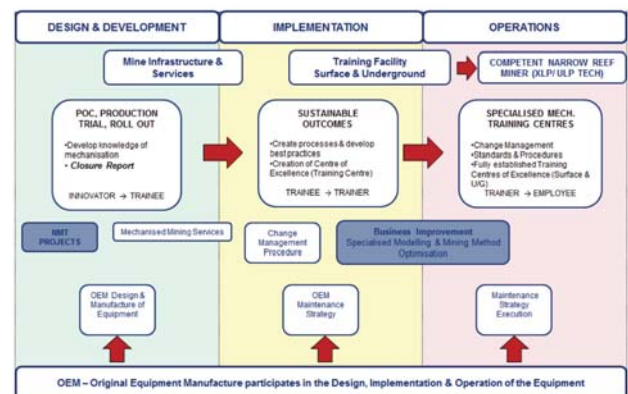 DESIGN & DEVELOPMENT
IMPLEMENTATION
OPERATIONS
Mine Infrastructure &
Services
Training Facility
Surface & Underground
COMPETENT NARROW REEF
MINER (XLP/ ULP TECH)
POC, PRODUCTION
TRIAL, ROLL OUT
•Develop knowledge of
mechanisation
• Closure Report
INNOVATOR → TRAINEE
SUSTAINABLE
OUTCOMES
•Create processes & develop
best practices
•Creation of Centre of
Excellence (Training Centre)
TRAINEE → TRAINER
SPECIALISED MECH.
TRAINING CENTRES
•Change Management
•Standards & Procedures
•Fully established Training
Centres of Excellence (Surface &
U/G)
TRAINER → EMPLOYEE
NMT
PROJECTS
Mechanised Mining Services
Change
Management
Procedure
Business Improvement
Specialised Modelling & Mining Method
Optimisation
OEM Design &
Manufacture of
Equipment
OEM
Maintenance
Strategy
Maintenance
Strategy
Execution
OEM – Original Equipment Manufacture participates in the Design, Implementation & Operation of the Equipment